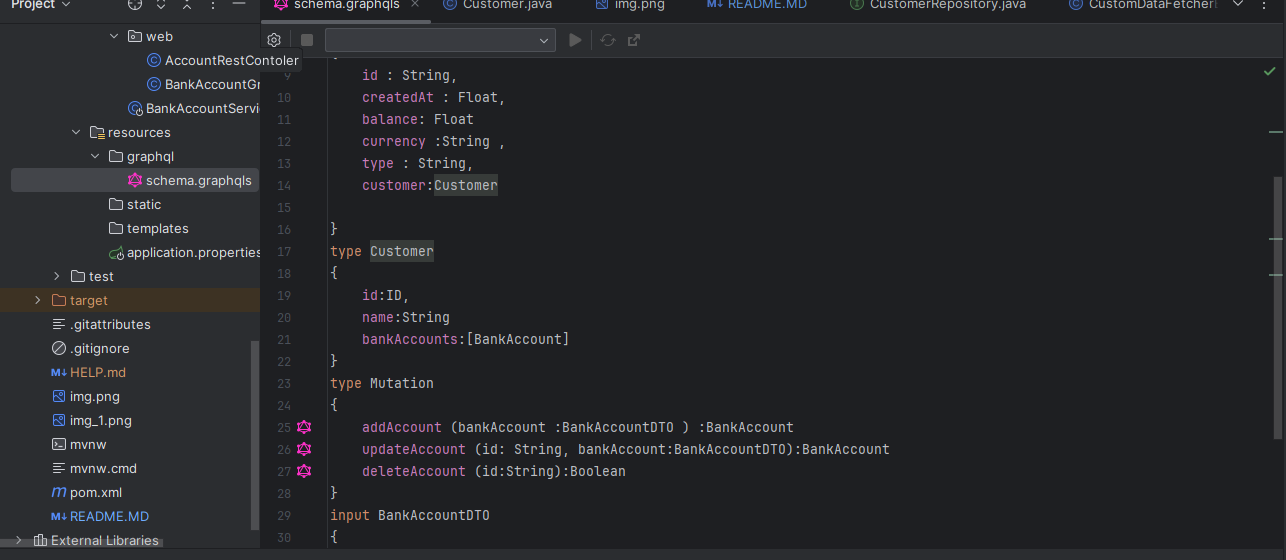 Project
web
AccountRestContoler
BankAccountGr
BankAccountServi
resources
graphql
schema.graphqls
static
templates
application.properties
test
target
.gitattributes
.gitignore
HELP.md
img.png
img_1.png
mvnw
mvnw.cmd
pom.xml
README.MD
External Libraries
schema.graphqls Customer.java img.png README.MD CustomerRepository.java CustomDataFetcher
9 id : String,
10 createdAt : Float,
11 balance: Float
12 currency :String ,
13 type : String,
14 customer:Customer
15
16 }
17 type Customer
18 {
19 id:ID,
20 name:String
21 bankAccounts:[BankAccount]
22 }
23 type Mutation
24 {
25 addAccount (bankAccount :BankAccountDTO ) :BankAccount
26 updateAccount (id: String, bankAccount:BankAccountDTO):BankAccount
27 deleteAccount (id:String):Boolean
28 }
29 input BankAccountDTO
30 {